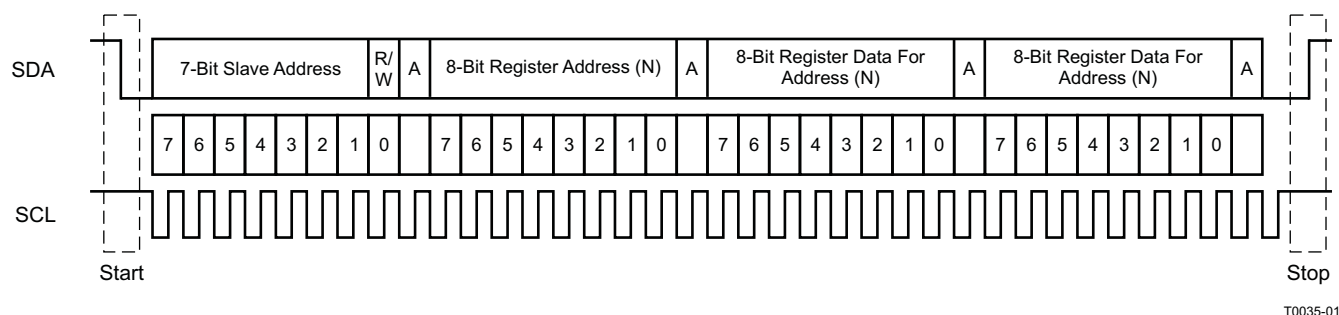 SDA
7-Bit Slave Address
R/
W
A
8-Bit Register Address (N)
A
8-Bit Register Data For
Address (N)
A
8-Bit Register Data For
Address (N)
A
7 6 5 4 3 2 1 0 7 6 5 4 3 2 1 0 7 6 5 4 3 2 1 0 7 6 5 4 3 2 1 0
SCL
Start
Stop
T0035-01